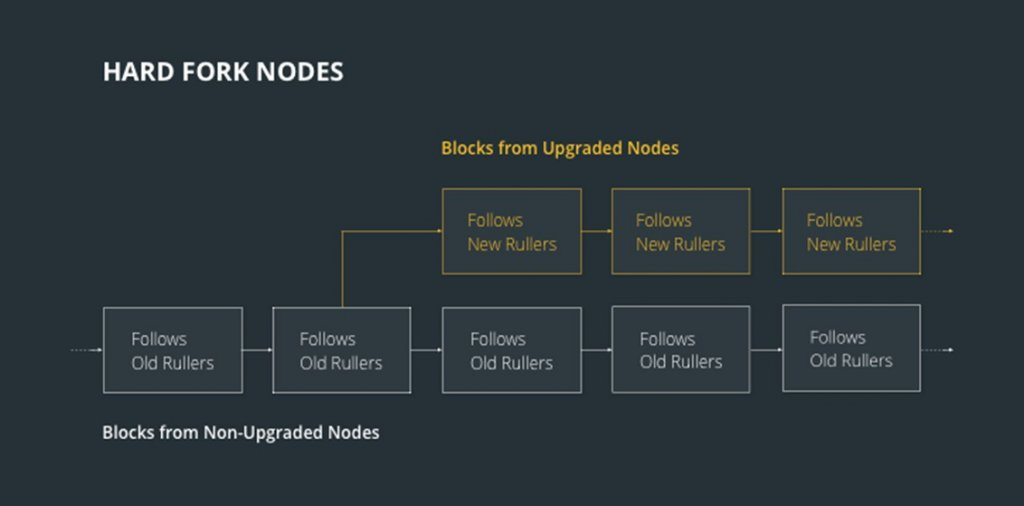 HARD FORK NODES
Blocks from Upgraded Nodes
Follows
New Rullers
Follows
New Rullers
Follows
New Rullers
Follows
Old Rullers
Follows
Old Rullers
Follows
Old Rullers
Follows
Old Rullers
Follows
Old Rullers
Blocks from Non-Upgraded Nodes